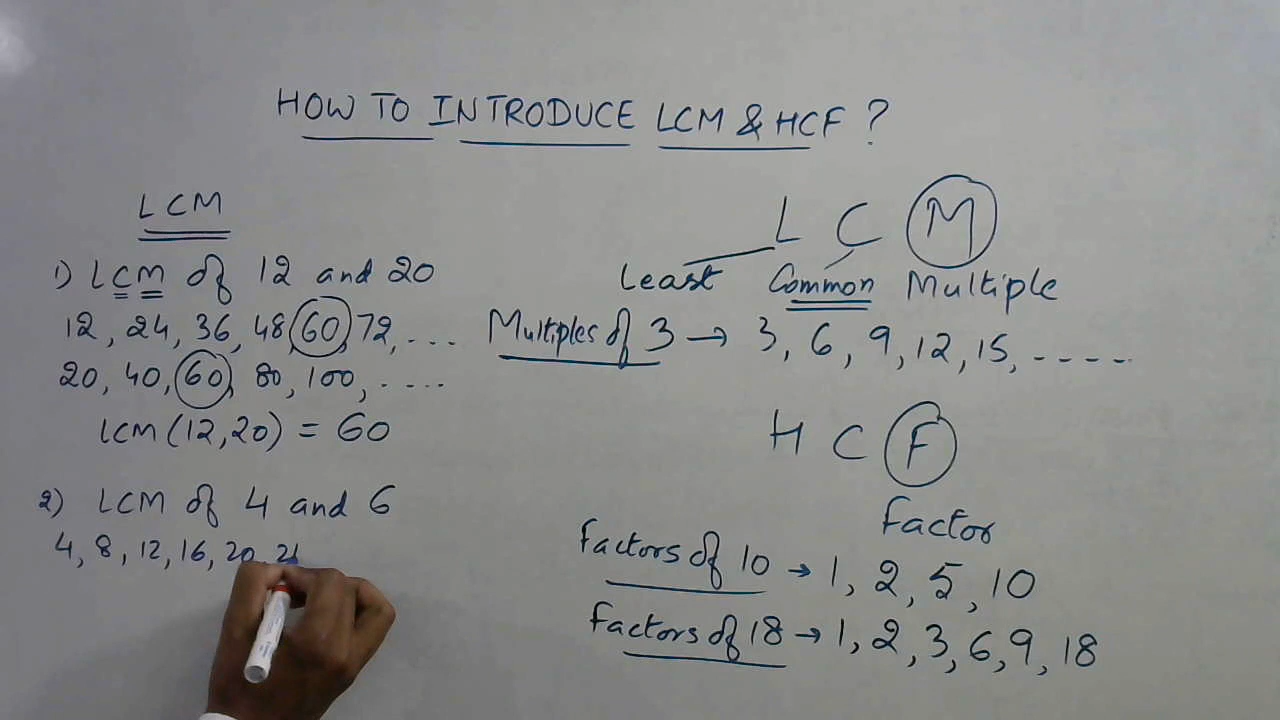 HOW TO INTRODUCE LCM & HCF ?
LCM
1) LCM of 12 and 20
12, 24, 36, 48, 60, 72, ...
20, 40, 60, 80, 100, ....
LCM(12,20) = 60
2) LCM of 4 and 6
4, 8, 12, 16, 20,
L C M
Least Common Multiple
Multiples of 3 → 3, 6, 9, 12, 15, -----
H C F
Factor
Factors of 10 → 1, 2, 5, 10
Factors of 18 → 1, 2, 3, 6, 9, 18